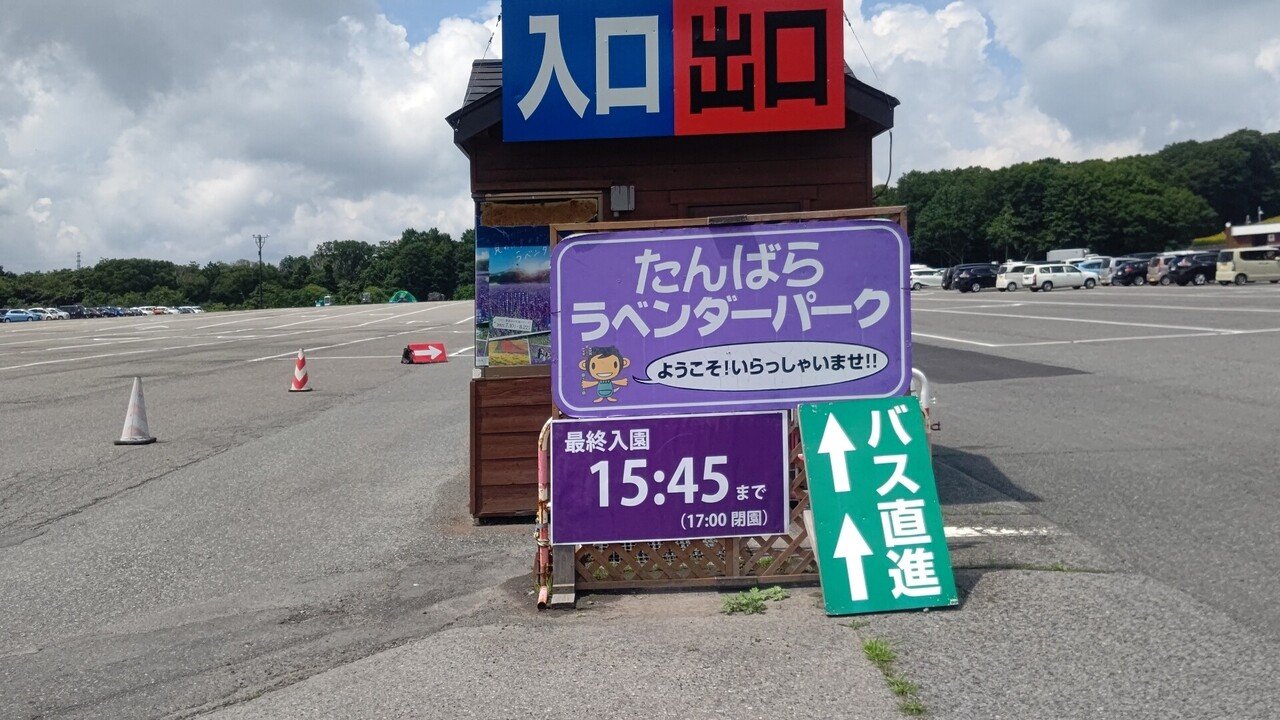 入口 出口
たんばら
ラベンダーパーク
ようこそ!いらっしゃいませ!!
最終入園
15:45まで
(17:00 閉園)
バス直進